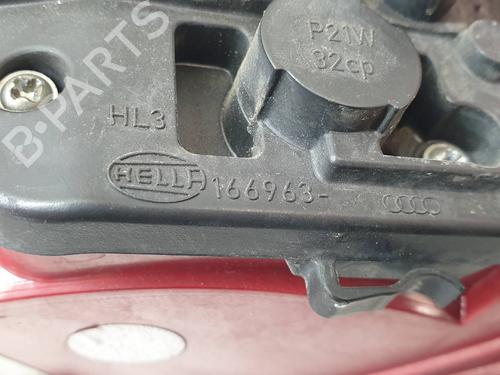 P21W
32cp
B-PARTS
HL3
HELLA
166963-